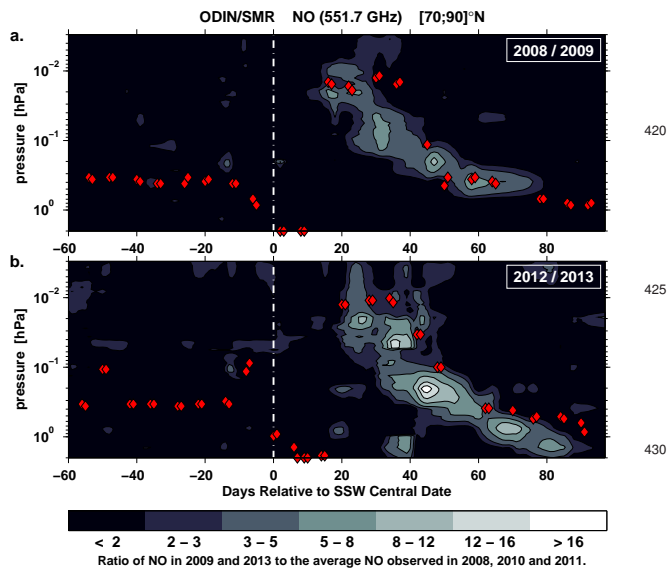 ODIN/SMR NO (551.7 GHz) [70;90]°N
a.
2008 / 2009
pressure [hPa]
10⁻²
10⁻¹
10⁰
−60 −40 −20 0 20 40 60 80
420
b.
2012 / 2013
425
pressure [hPa]
10⁻²
10⁻¹
10⁰
−60 −40 −20 0 20 40 60 80
430
Days Relative to SSW Central Date
< 2 2 – 3 3 – 5 5 – 8 8 – 12 12 – 16 > 16
Ratio of NO in 2009 and 2013 to the average NO observed in 2008, 2010 and 2011.